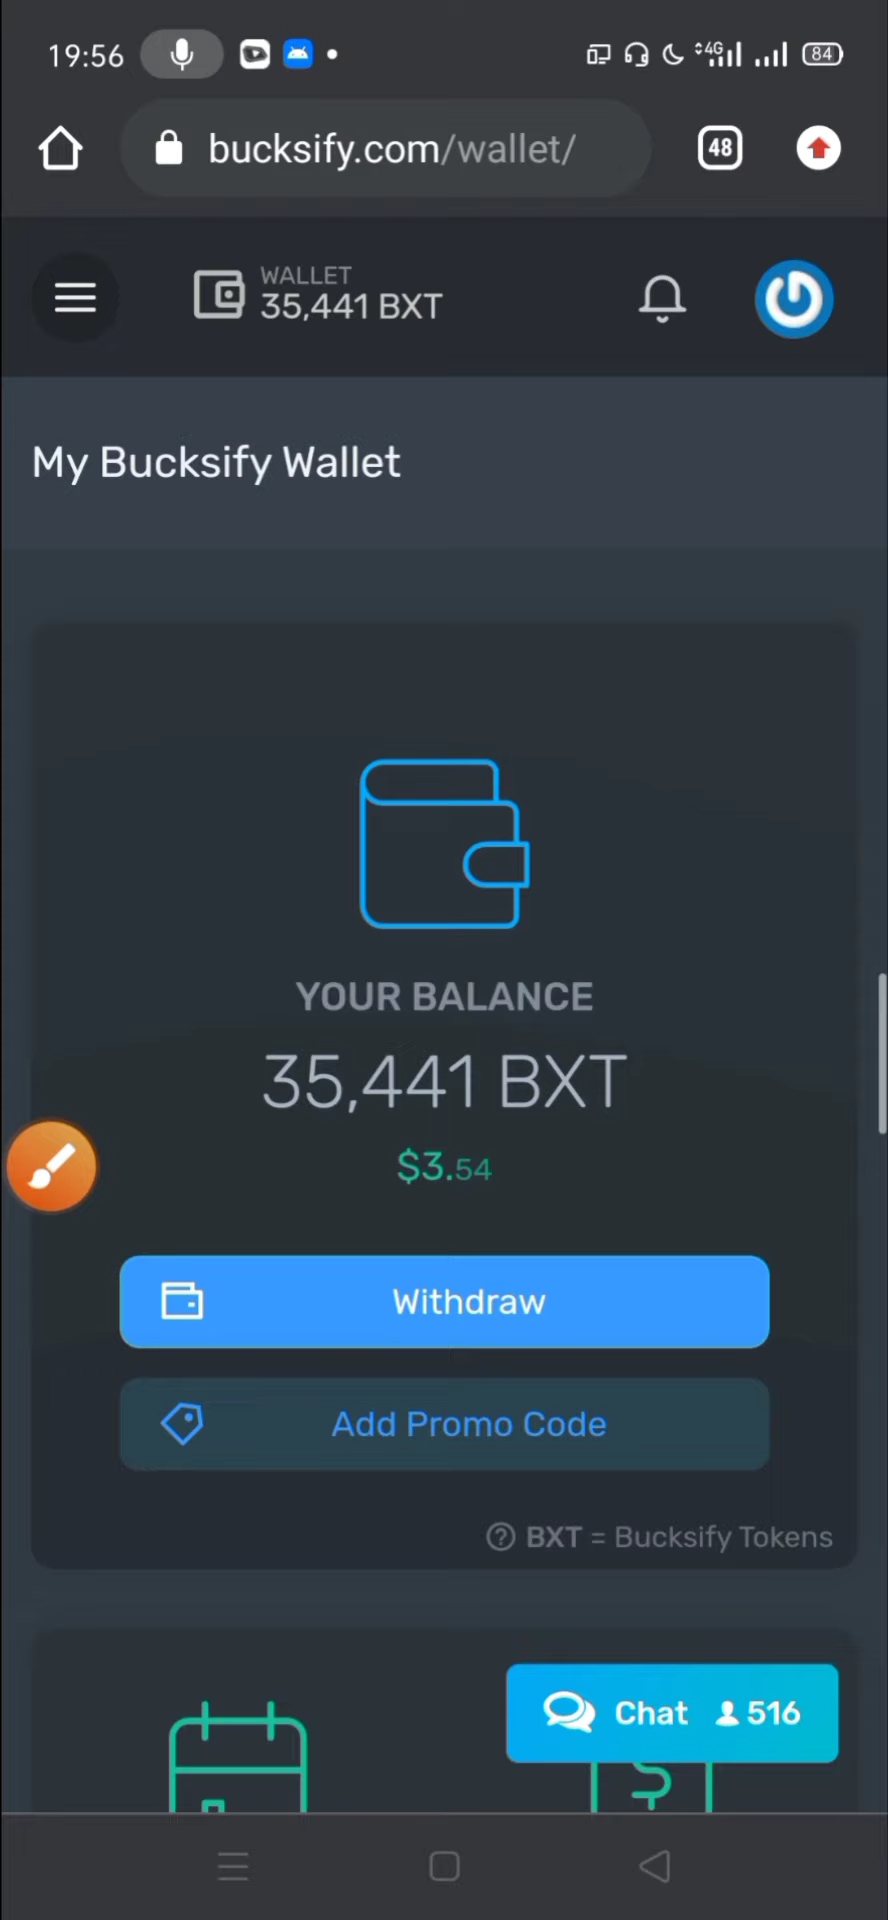 19:56
4G
84
bucksify.com/wallet/
48
WALLET
35,441 BXT
My Bucksify Wallet
YOUR BALANCE
35,441 BXT
$3.54
Withdraw
Add Promo Code
? BXT = Bucksify Tokens
Chat 516